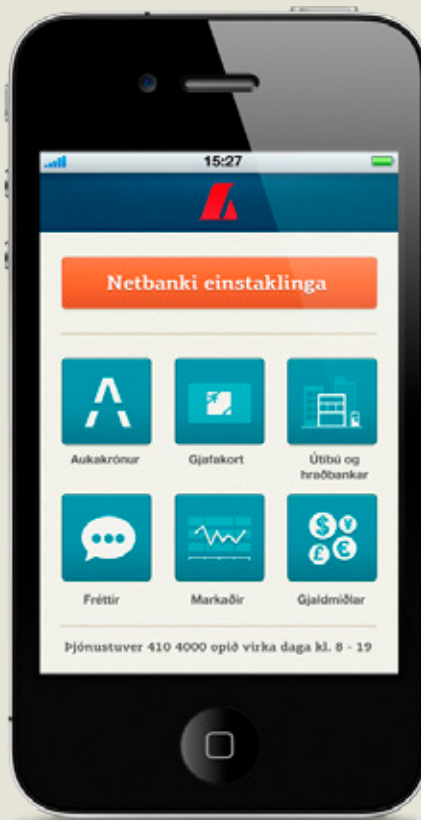 15:27
Netbanki einstaklinga
Aukakrónur
Gjafakort
Útibú og
hraðbankar
Fréttir
Markaðir
Gjaldmiðlar
Þjónustuver 410 4000 opið virka daga kl. 8 - 19